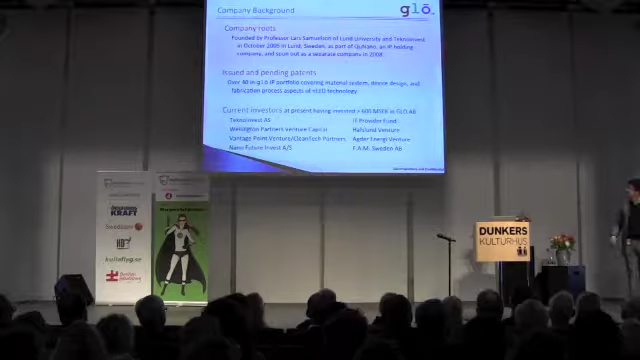 Company Background
glō
Company roots
Founded by Professor Lars Samuelson of Lund University and Teknoinvest
in October 2005 in Lund, Sweden, as part of QuNano, an IP holding
company, and spun out as a separate company in 2008.
Issued and pending patents
Over 40 in-glō IP portfolio covering material system, device design, and
fabrication process aspects of nLED technology
Current investors at present having invested > 600 MSEK in GLO AB
Teknoinvest AS
Wellington Partners Venture Capital
Vantage Point Venture/CleanTech Partners
Nano Future Invest A/S
Provider Fund
Hafslund Venture
Agder Energi Venture
F.A.M. Sweden AB
KRAFT
Swedbank
HD
kullaflyg.se
DUNKERS
KULTURHUS